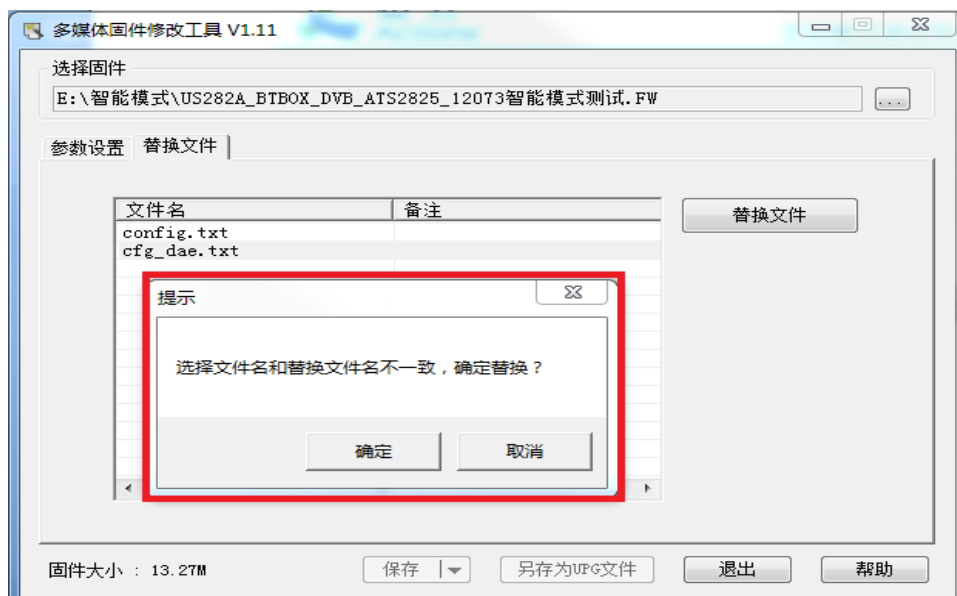 多媒体固件修改工具 V1.11
选择固件
E:\智能模式\US282A_BTBOX_DVB_ATS2825_12073智能模式测试.FW
...
参数设置 替换文件
文件名 备注
替换文件
config.txt
cfg_dae.txt
提示
选择文件名和替换文件名不一致，确定替换？
确定 取消
固件大小 : 13.27M
保存 另存为UPG文件 退出 帮助